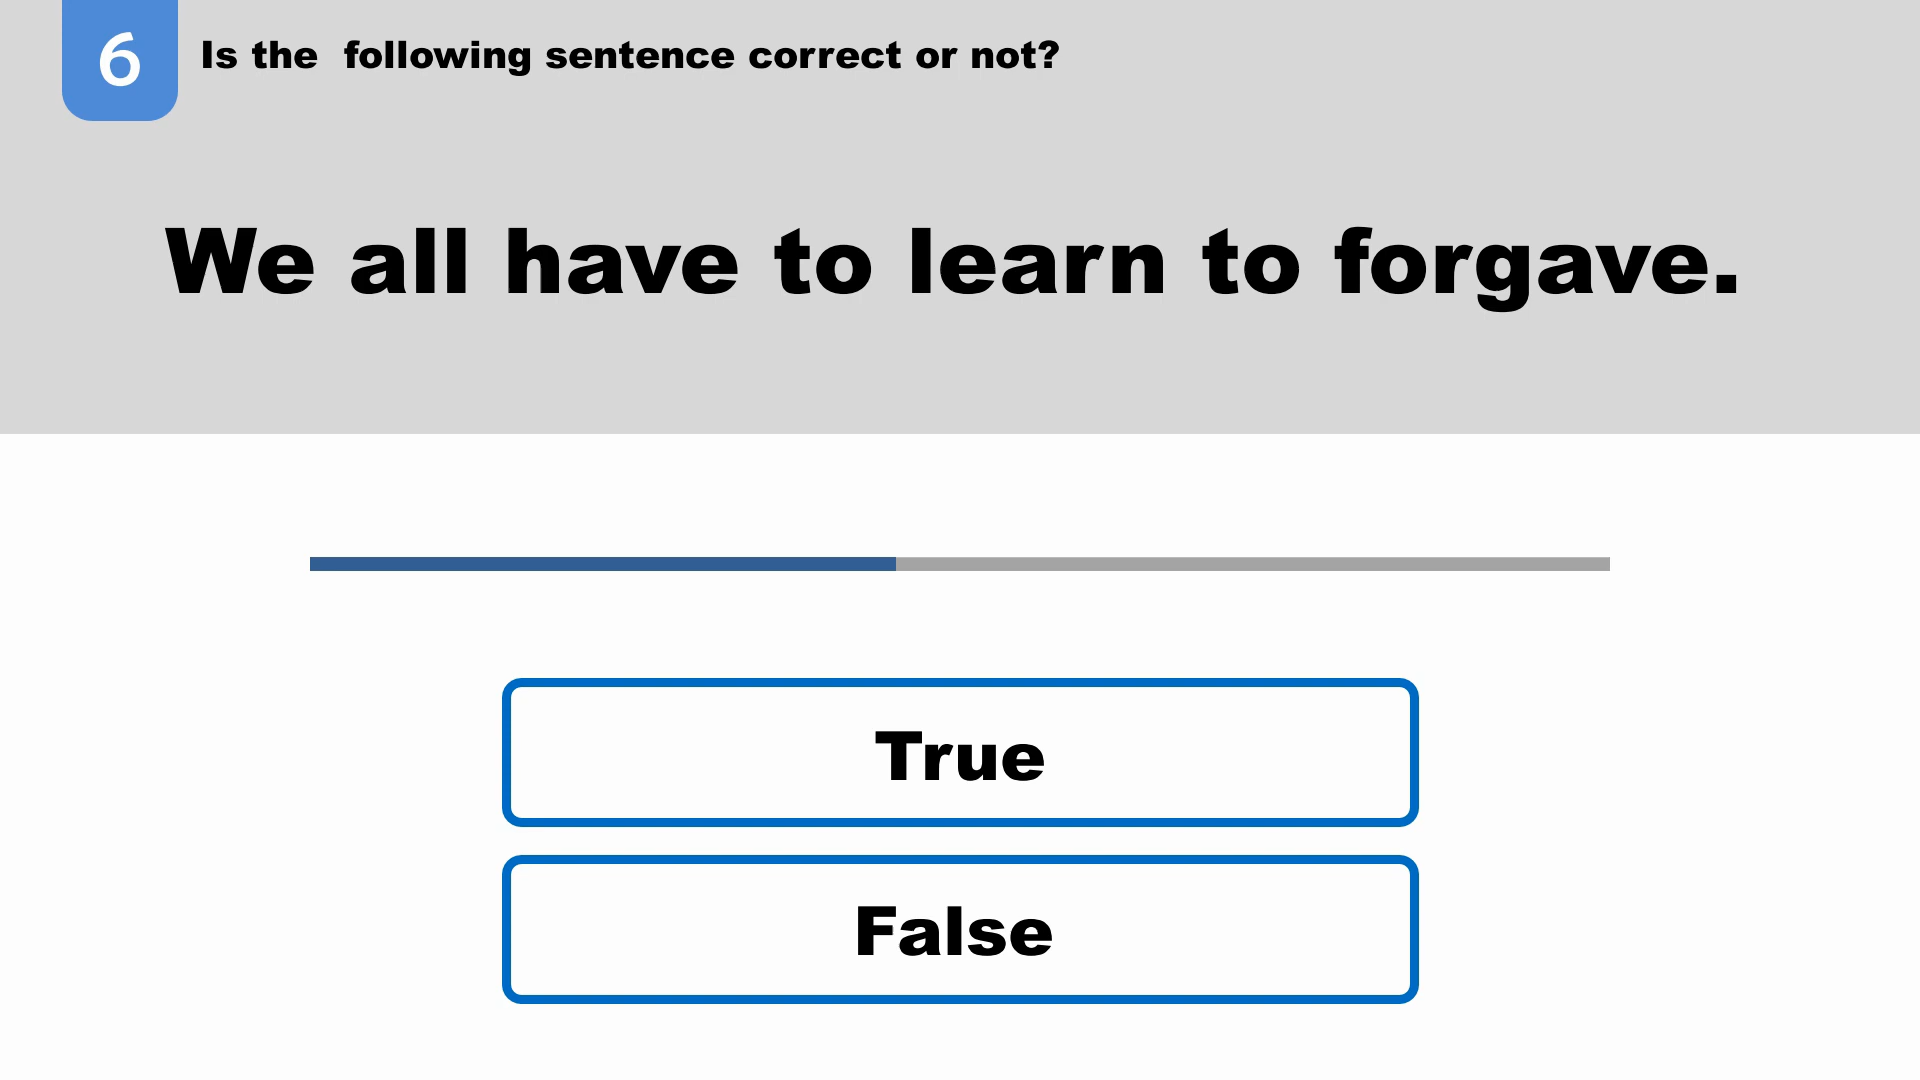 6
Is the  following sentence correct or not?
We all have to learn to forgave.
True
False